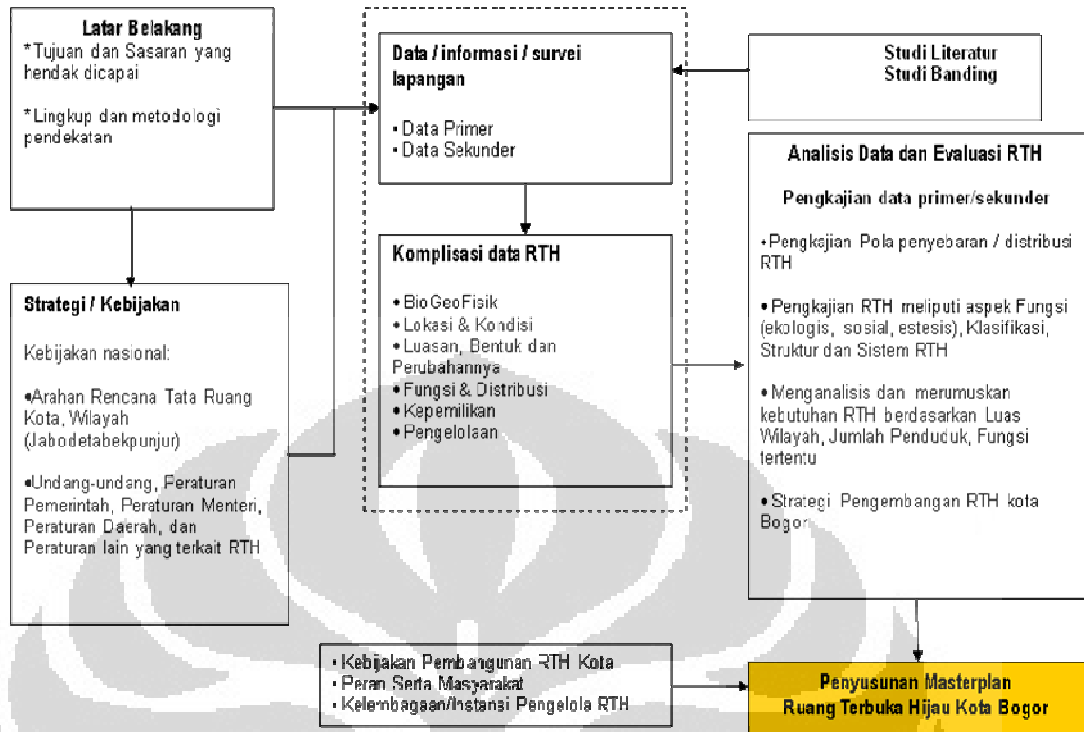 Latar Belakang
*Tujuan dan Sasaran yang
hendak dicapai
*Lingkup dan metodologi
pendekatan
Strategi / Kebijakan
Kebijakan nasional:
•Arahan Rencana Tata Ruang
Kota, Wilayah
(Jabodetabekpunjur)
•Undang-undang, Peraturan
Pemerintah, Peraturan Menteri,
Peraturan Daerah, dan
Peraturan lain yang terkait RTH
Data / informasi / survei
lapangan
• Data Primer
• Data Sekunder
Komplisasi data RTH
•BioGeoFisik
•Lokasi & Kondisi
•Luasan, Bentuk dan
Perubahannya
•Fungsi & Distribusi
•Kepemilikan
•Pengelolaan
Studi Literatur
Studi Banding
Analisis Data dan Evaluasi RTH
Pengkajian data primer/sekunder
•Pengkajian Pola penyebaran / distribusi
RTH
•Pengkajian RTH meliputi aspek Fungsi
(ekologis, sosial, estesis), Klasifikasi,
Struktur dan Sistem RTH
•Menganalisis dan merumuskan
kebutuhan RTH berdasarkan Luas
Wilayah, Jumlah Penduduk, Fungsi
tertentu
•Strategi Pengembangan RTH kota
Bogor
• Kebijakan Pembangunan RTH Kota
• Peran Serta Masyarakat
• Kelembagaan/Instansi Pengelola RTH
Penyusunan Masterplan
Ruang Terbuka Hijau Kota Bogor